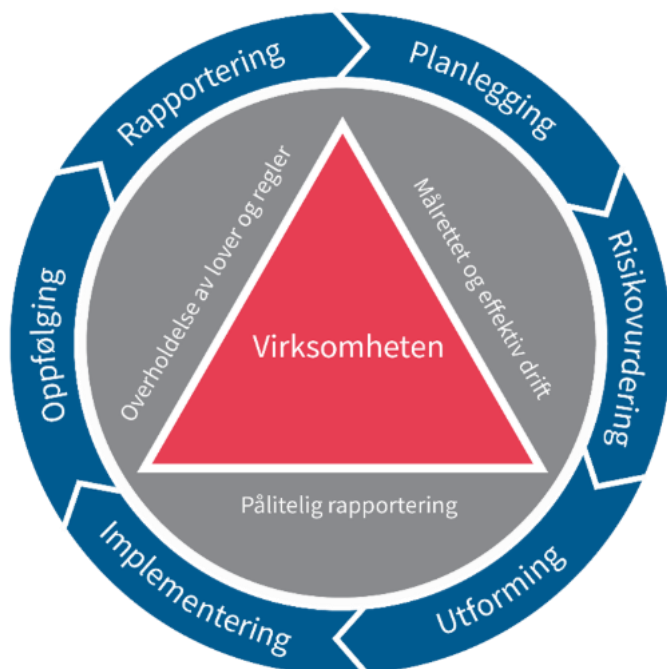 Rapportering
Planlegging
Risikovurdering
Utforming
Implementering
Oppfølging
Overholdelse av lover og regler
Målrettet og effektiv drift
Virksomheten
Pålitelig rapportering